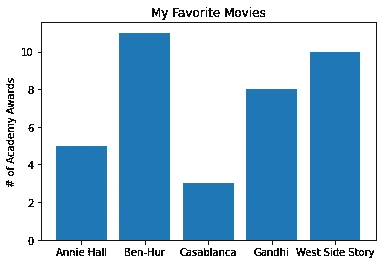 My Favorite Movies
# of Academy Awards
10
8
6
4
2
0
Annie Hall Ben-Hur Casablanca Gandhi West Side Story